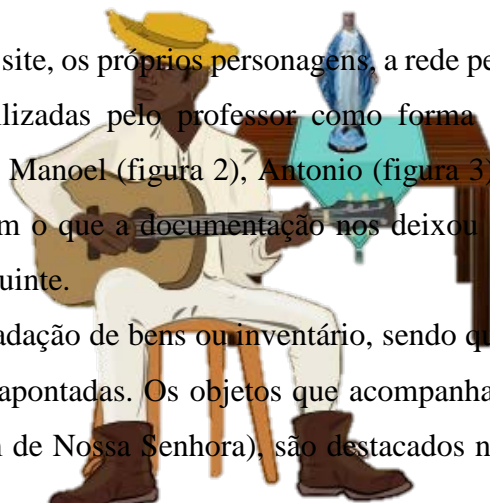 site, os próprios personagens, a rede pe
lizadas pelo professor como forma
Manoel (figura 2), Antonio (figura 3)
m o que a documentação nos deixou
uinte.
adação de bens ou inventário, sendo qu
apontadas. Os objetos que acompanha
n de Nossa Senhora), são destacados n